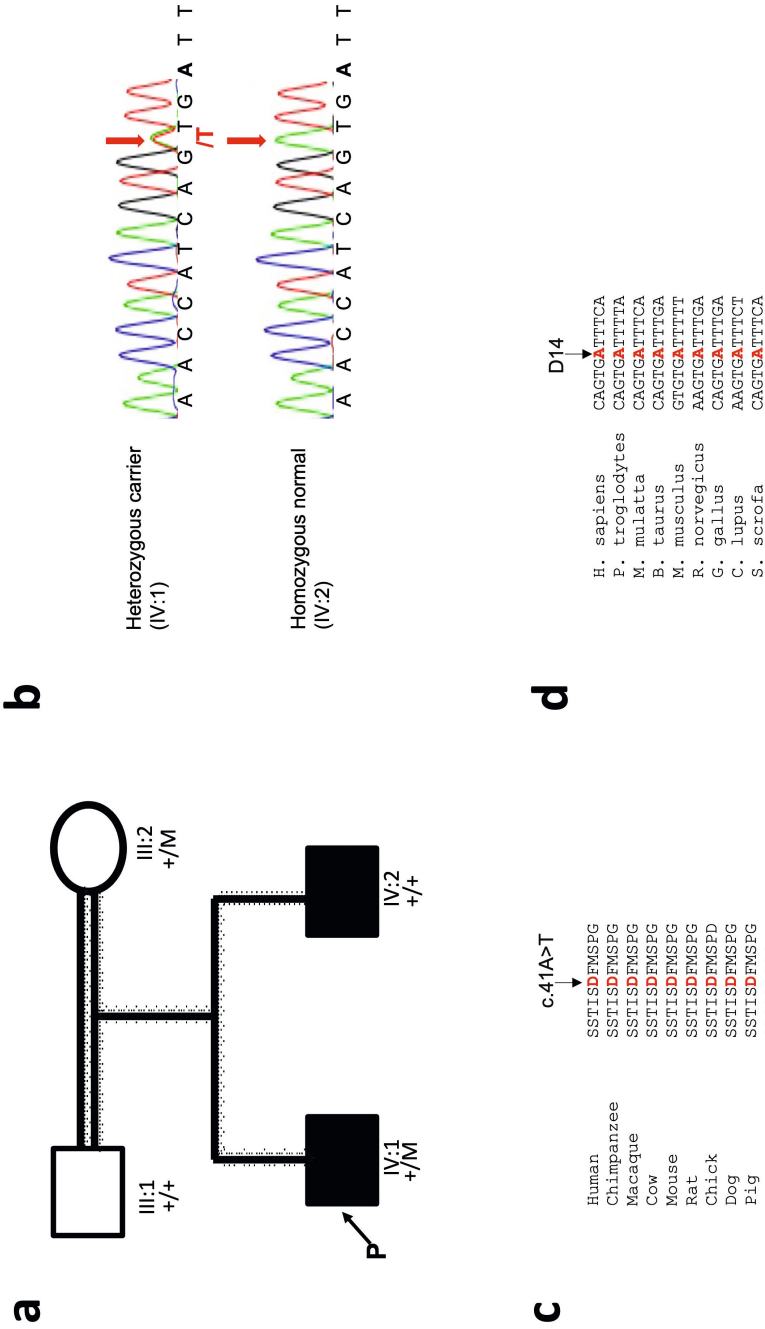 a
III:1
+/+
III:2
+/M
IV:1
+/M
IV:2
+/+
P
b
Heterozygous carrier
(IV:1)
A A C C A T C A G T G A T T
/T
Homozygous normal
(IV:2)
A A C C A T C A G T G A T T
c
c.41A>T
Human SSTISDFMSPG
Chimpanzee SSTISDFMSPG
Macaque SSTISDFMSPG
Cow SSTISDFMSPG
Mouse SSTISDFMSPG
Rat SSTISDFMSPG
Chick SSTISDFMSPD
Dog SSTISDFMSPG
Pig SSTISDFMSPG
d
D14
H. sapiens CAGTGATTTCA
P. troglodytes CAGTGATTTTA
M. mulatta CAGTGATTTCA
B. taurus CAGTGATTTGA
M. musculus GTGTGATTTTT
R. norvegicus AAGTGATTTGA
G. gallus CAGTGATTTGA
C. lupus AAGTGATTTCT
S. scrofa CAGTGATTTCA